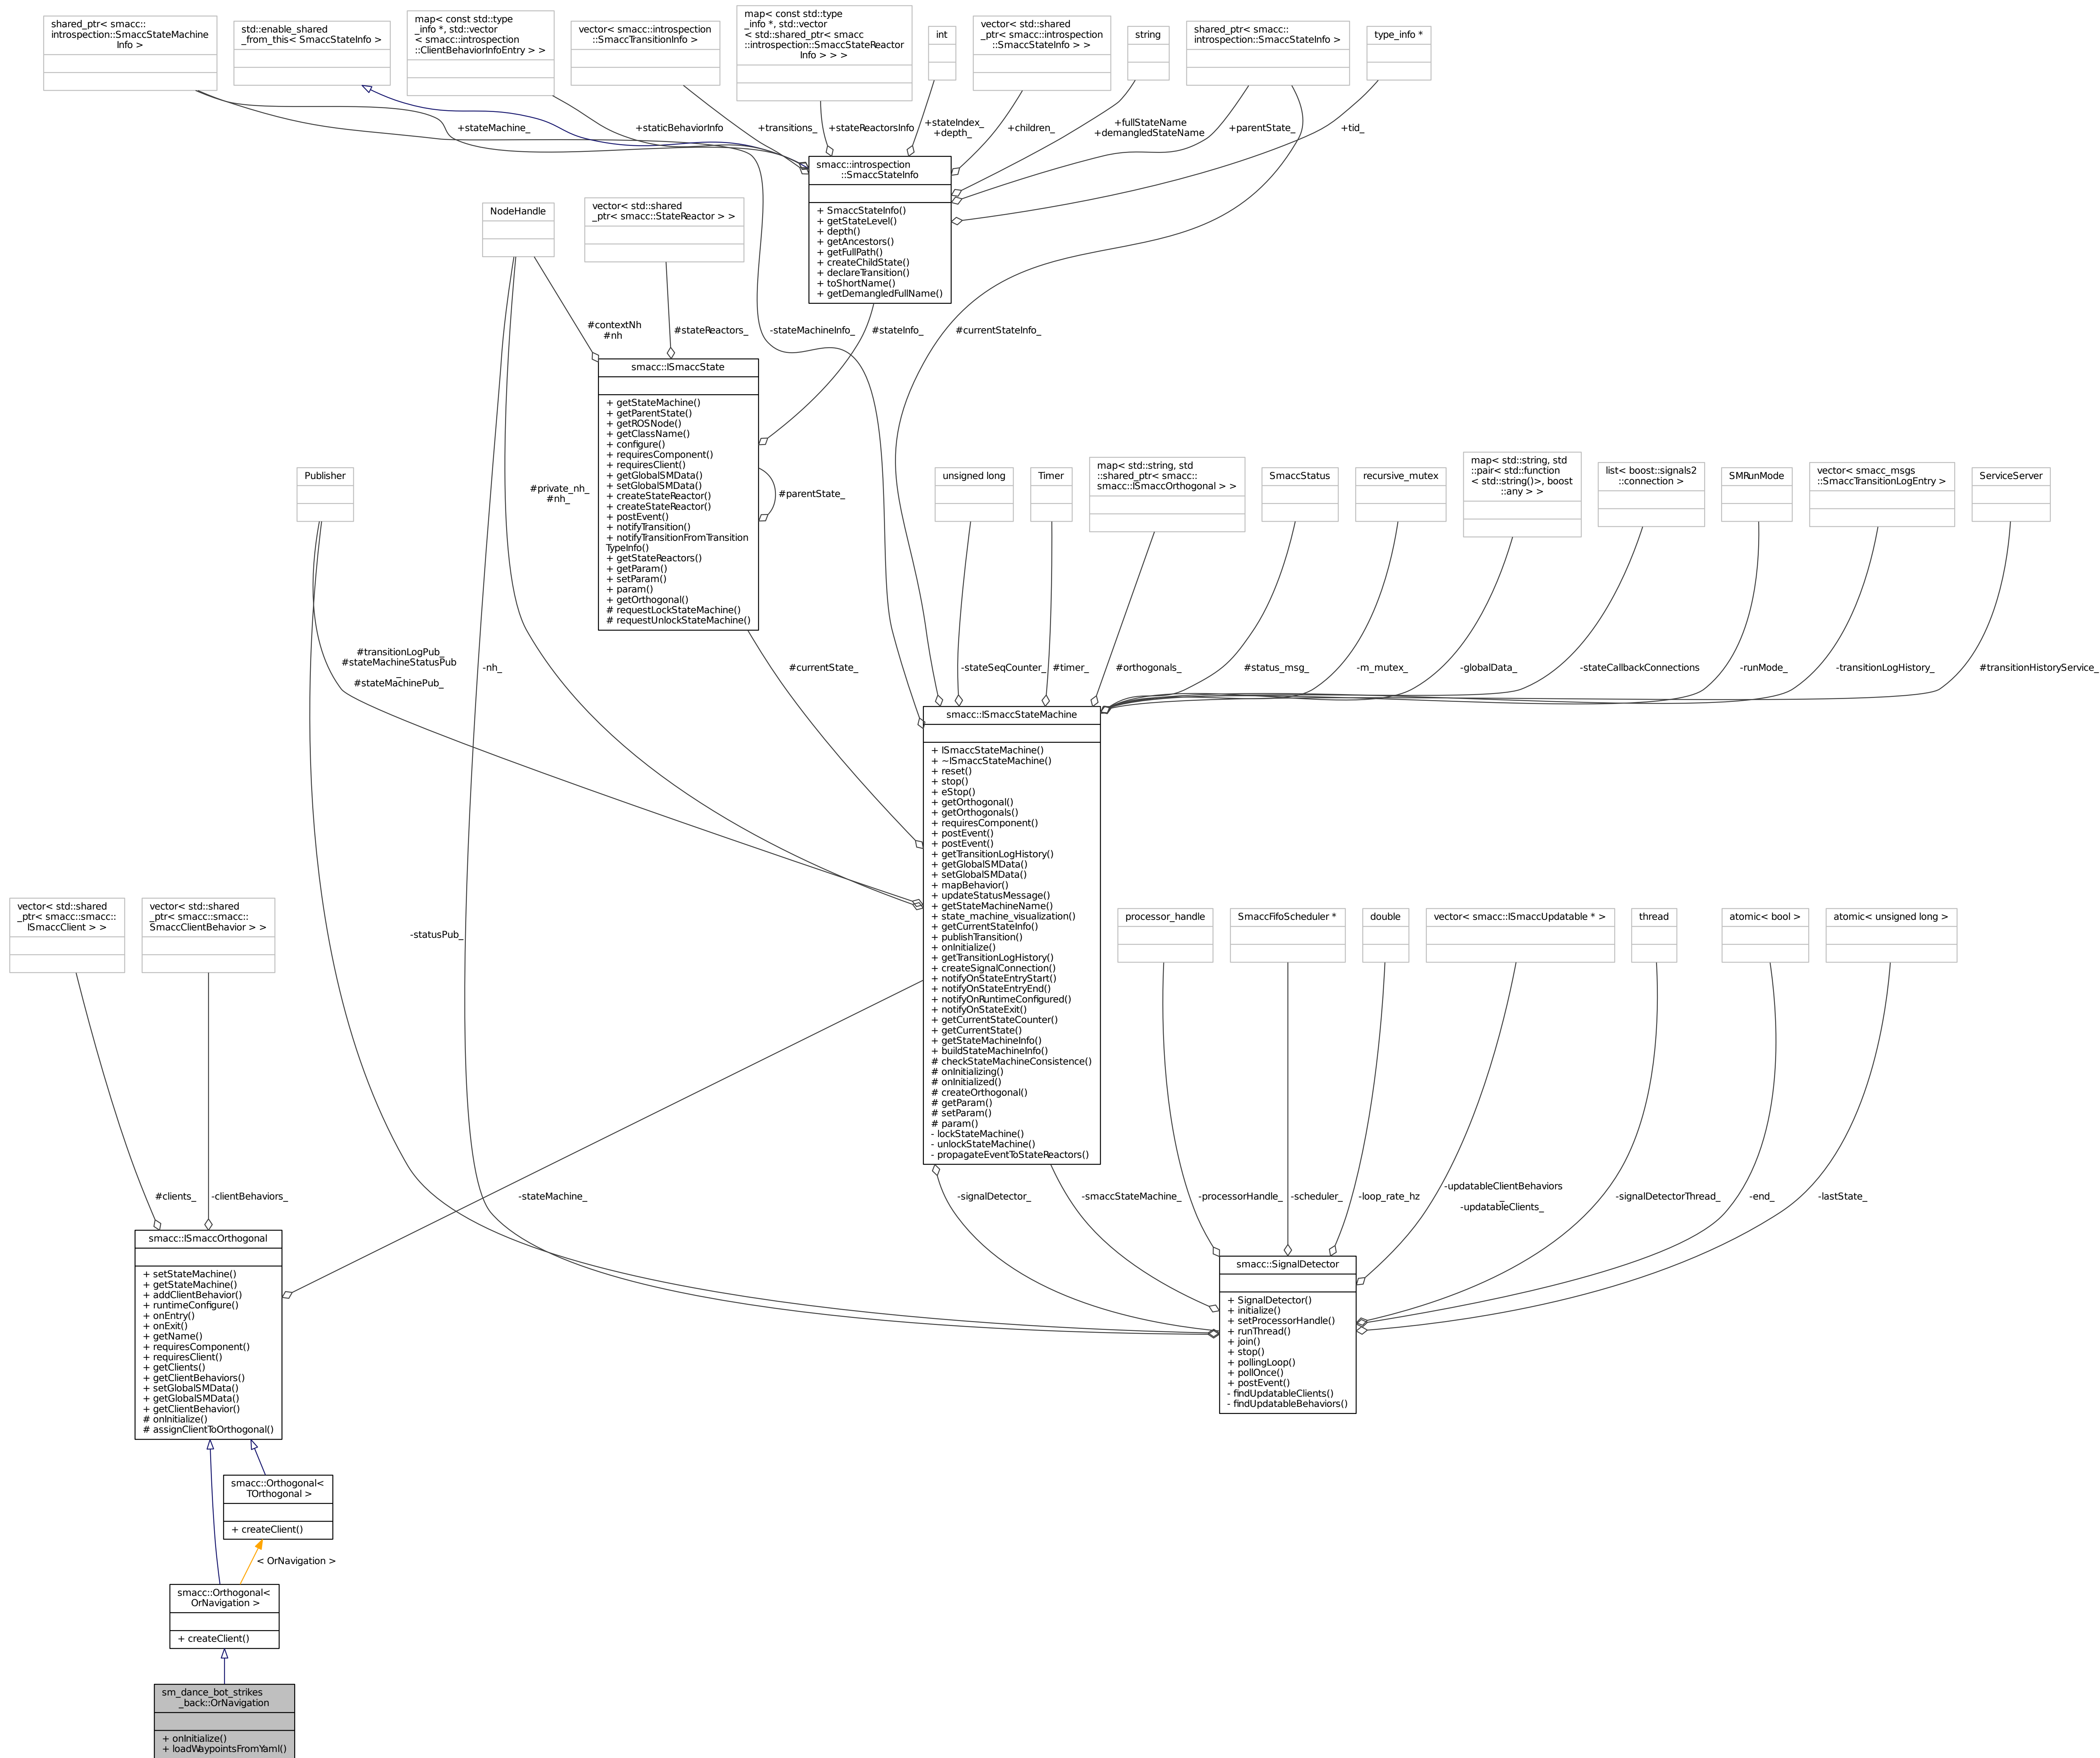 shared_ptr< smacc::
introspection::SmaccStateMachine
Info >
std::enable_shared
_from_this< SmaccStateInfo >
map< const std::type
_info *, std::vector
< smacc::introspection
::ClientBehaviorInfoEntry > >
vector< smacc::introspection
::SmaccTransitionInfo >
map< const std::type
_info *, std::vector
< std::shared_ptr< smacc
::introspection::SmaccStateReactor
Info > > >
int
vector< std::shared
_ptr< smacc::introspection
::SmaccStateInfo > >
string
shared_ptr< smacc::
introspection::SmaccStateInfo >
type_info *
+stateMachine_
+staticBehaviorInfo
+transitions_
+stateReactorsInfo
+stateIndex_
+depth_
+children_
+fullStateName
+demangledStateName
+parentState_
+tid_
smacc::introspection
::SmaccStateInfo
+ SmaccStateInfo()
+ getStateLevel()
+ depth()
+ getAncestors()
+ getFullPath()
+ createChildState()
+ declareTransition()
+ toShortName()
+ getDemangledFullName()
NodeHandle
vector< std::shared
_ptr< smacc::StateReactor > >
#contextNh
#nh
#stateReactors_
-stateMachineInfo_
#stateInfo_
#currentStateInfo_
smacc::ISmaccState
+ getStateMachine()
+ getParentState()
+ getROSNode()
+ getClassName()
+ configure()
+ requiresComponent()
+ requiresClient()
+ getGlobalSMData()
+ setGlobalSMData()
+ createStateReactor()
+ createStateReactor()
+ postEvent()
+ notifyTransition()
+ notifyTransitionFromTransition
TypeInfo()
+ getStateReactors()
+ getParam()
+ setParam()
+ param()
+ getOrthogonal()
# requestLockStateMachine()
# requestUnlockStateMachine()
#parentState_
Publisher
#private_nh_
#nh_
unsigned long
Timer
map< std::string, std
::shared_ptr< smacc::
smacc::ISmaccOrthogonal > >
SmaccStatus
recursive_mutex
map< std::string, std
::pair< std::function
< std::string()>, boost
::any > >
list< boost::signals2
::connection >
SMRunMode
vector< smacc_msgs
::SmaccTransitionLogEntry >
ServiceServer
#transitionLogPub_
#stateMachineStatusPub
_
#stateMachinePub_
-nh_
#currentState_
-stateSeqCounter_
#timer_
#orthogonals_
#status_msg_
-m_mutex_
-globalData_
-stateCallbackConnections
-runMode_
-transitionLogHistory_
#transitionHistoryService_
smacc::ISmaccStateMachine
+ ISmaccStateMachine()
+ ~ISmaccStateMachine()
+ reset()
+ stop()
+ eStop()
+ getOrthogonal()
+ getOrthogonals()
+ requiresComponent()
+ postEvent()
+ postEvent()
+ getTransitionLogHistory()
+ getGlobalSMData()
+ setGlobalSMData()
+ mapBehavior()
+ updateStatusMessage()
+ getStateMachineName()
+ state_machine_visualization()
+ getCurrentStateInfo()
+ publishTransition()
+ onInitialize()
+ getTransitionLogHistory()
+ createSignalConnection()
+ notifyOnStateEntryStart()
+ notifyOnStateEntryEnd()
+ notifyOnRuntimeConfigured()
+ notifyOnStateExit()
+ getCurrentStateCounter()
+ getCurrentState()
+ getStateMachineInfo()
+ buildStateMachineInfo()
# checkStateMachineConsistence()
# onInitializing()
# onInitialized()
# createOrthogonal()
# getParam()
# setParam()
# param()
- lockStateMachine()
- unlockStateMachine()
- propagateEventToStateReactors()
vector< std::shared
_ptr< smacc::smacc::
ISmaccClient > >
vector< std::shared
_ptr< smacc::smacc::
SmaccClientBehavior > >
-statusPub_
processor_handle
SmaccFifoScheduler *
double
vector< smacc::ISmaccUpdatable * >
thread
atomic< bool >
atomic< unsigned long >
#clients_
-clientBehaviors_
-stateMachine_
-signalDetector_
-smaccStateMachine_
-processorHandle_
-scheduler_
-loop_rate_hz
-updatableClientBehaviors
_
-updatableClients_
-signalDetectorThread_
-end_
-lastState_
smacc::ISmaccOrthogonal
+ setStateMachine()
+ getStateMachine()
+ addClientBehavior()
+ runtimeConfigure()
+ onEntry()
+ onExit()
+ getName()
+ requiresComponent()
+ requiresClient()
+ getClients()
+ getClientBehaviors()
+ setGlobalSMData()
+ getGlobalSMData()
+ getClientBehavior()
# onInitialize()
# assignClientToOrthogonal()
smacc::SignalDetector
+ SignalDetector()
+ initialize()
+ setProcessorHandle()
+ runThread()
+ join()
+ stop()
+ pollingLoop()
+ pollOnce()
+ postEvent()
- findUpdatableClients()
- findUpdatableBehaviors()
smacc::Orthogonal<
TOrthogonal >
+ createClient()
< OrNavigation >
smacc::Orthogonal<
OrNavigation >
+ createClient()
sm_dance_bot_strikes
_back::OrNavigation
+ onInitialize()
+ loadWaypointsFromYaml()